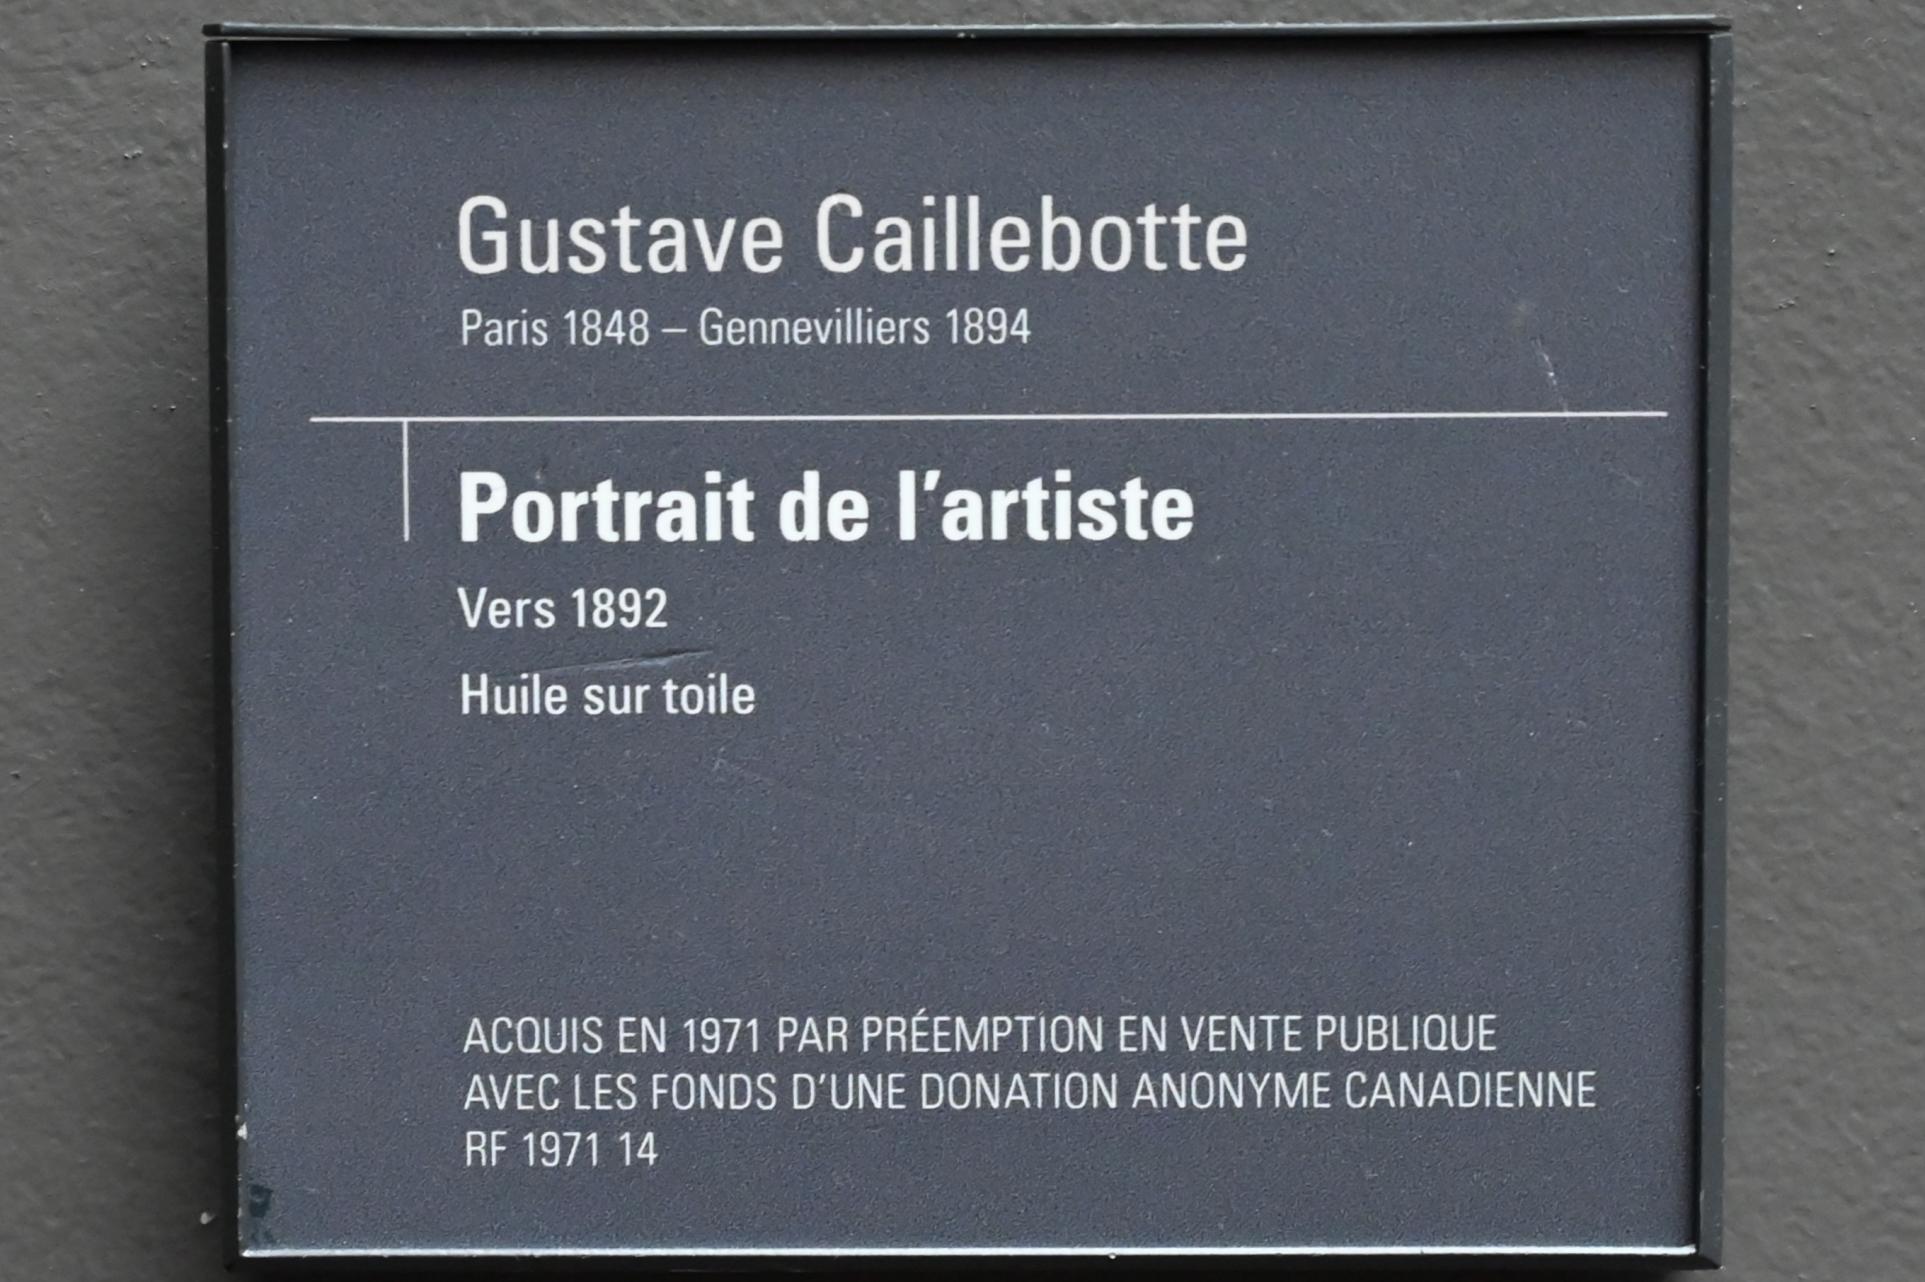 Gustave Caillebotte
Paris 1848 – Gennevilliers 1894
Portrait de l'artiste
Vers 1892
Huile sur toile
ACQUIS EN 1971 PAR PRÉEMPTION EN VENTE PUBLIQUE
AVEC LES FONDS D'UNE DONATION ANONYME CANADIENNE
RF 1971 14